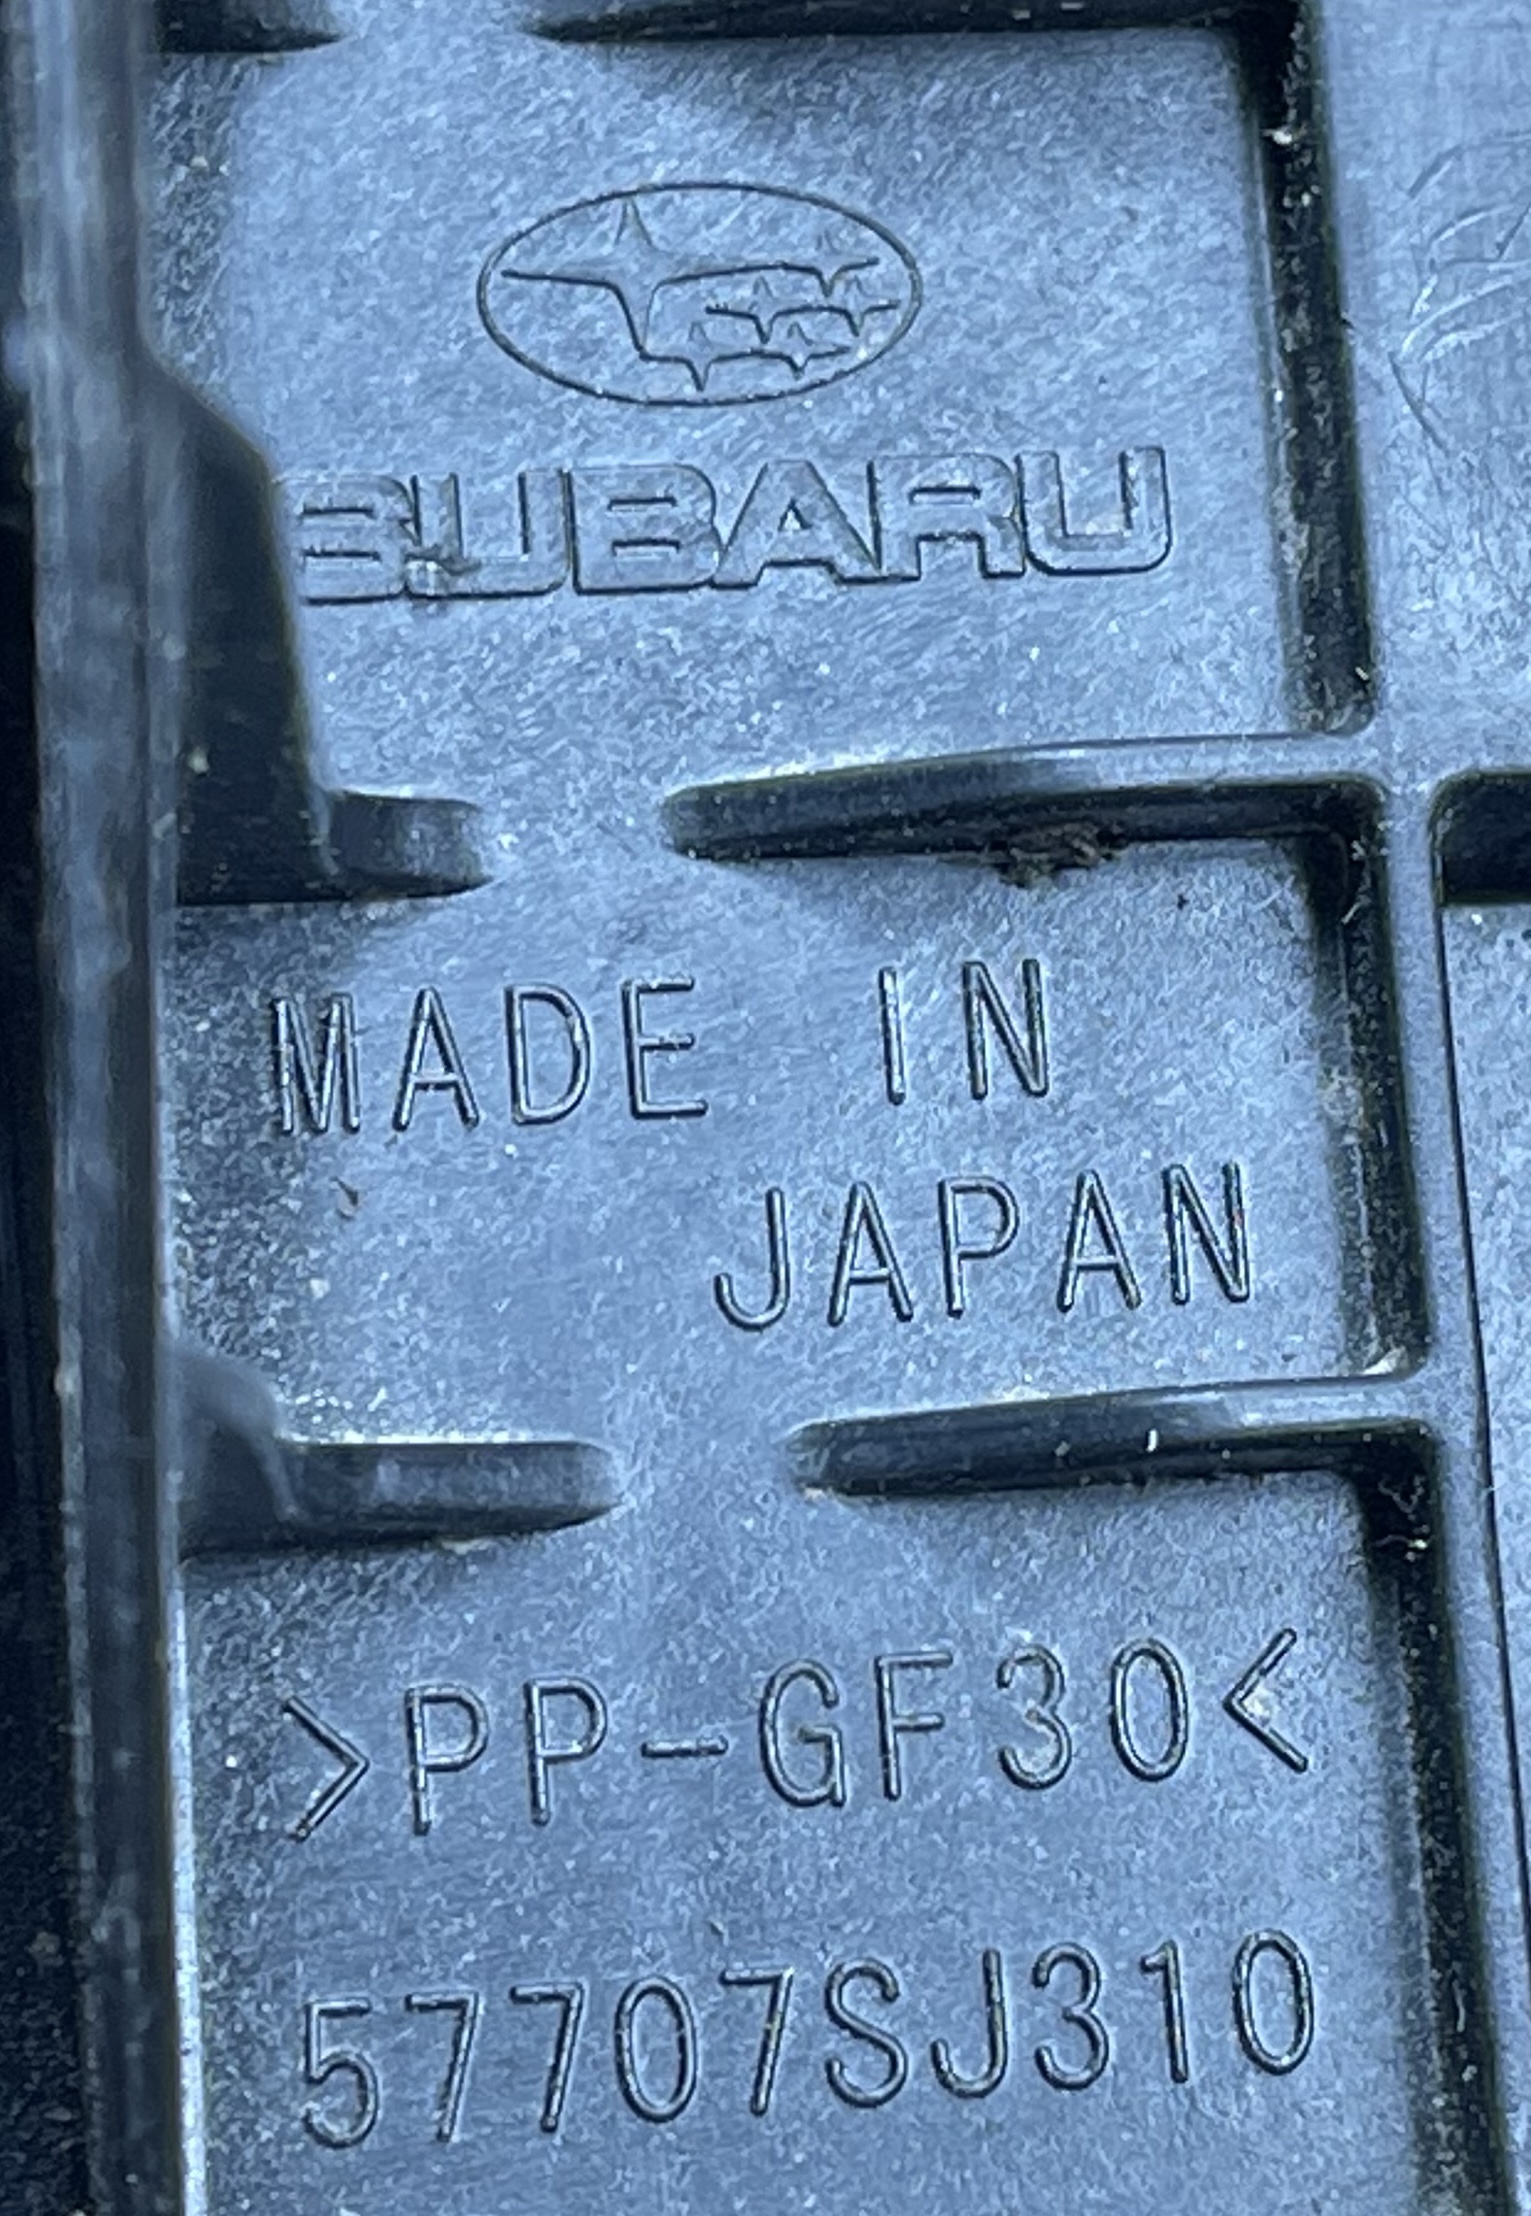 SUBARU
MADE IN
JAPAN
>PP-GF30<
57707SJ310